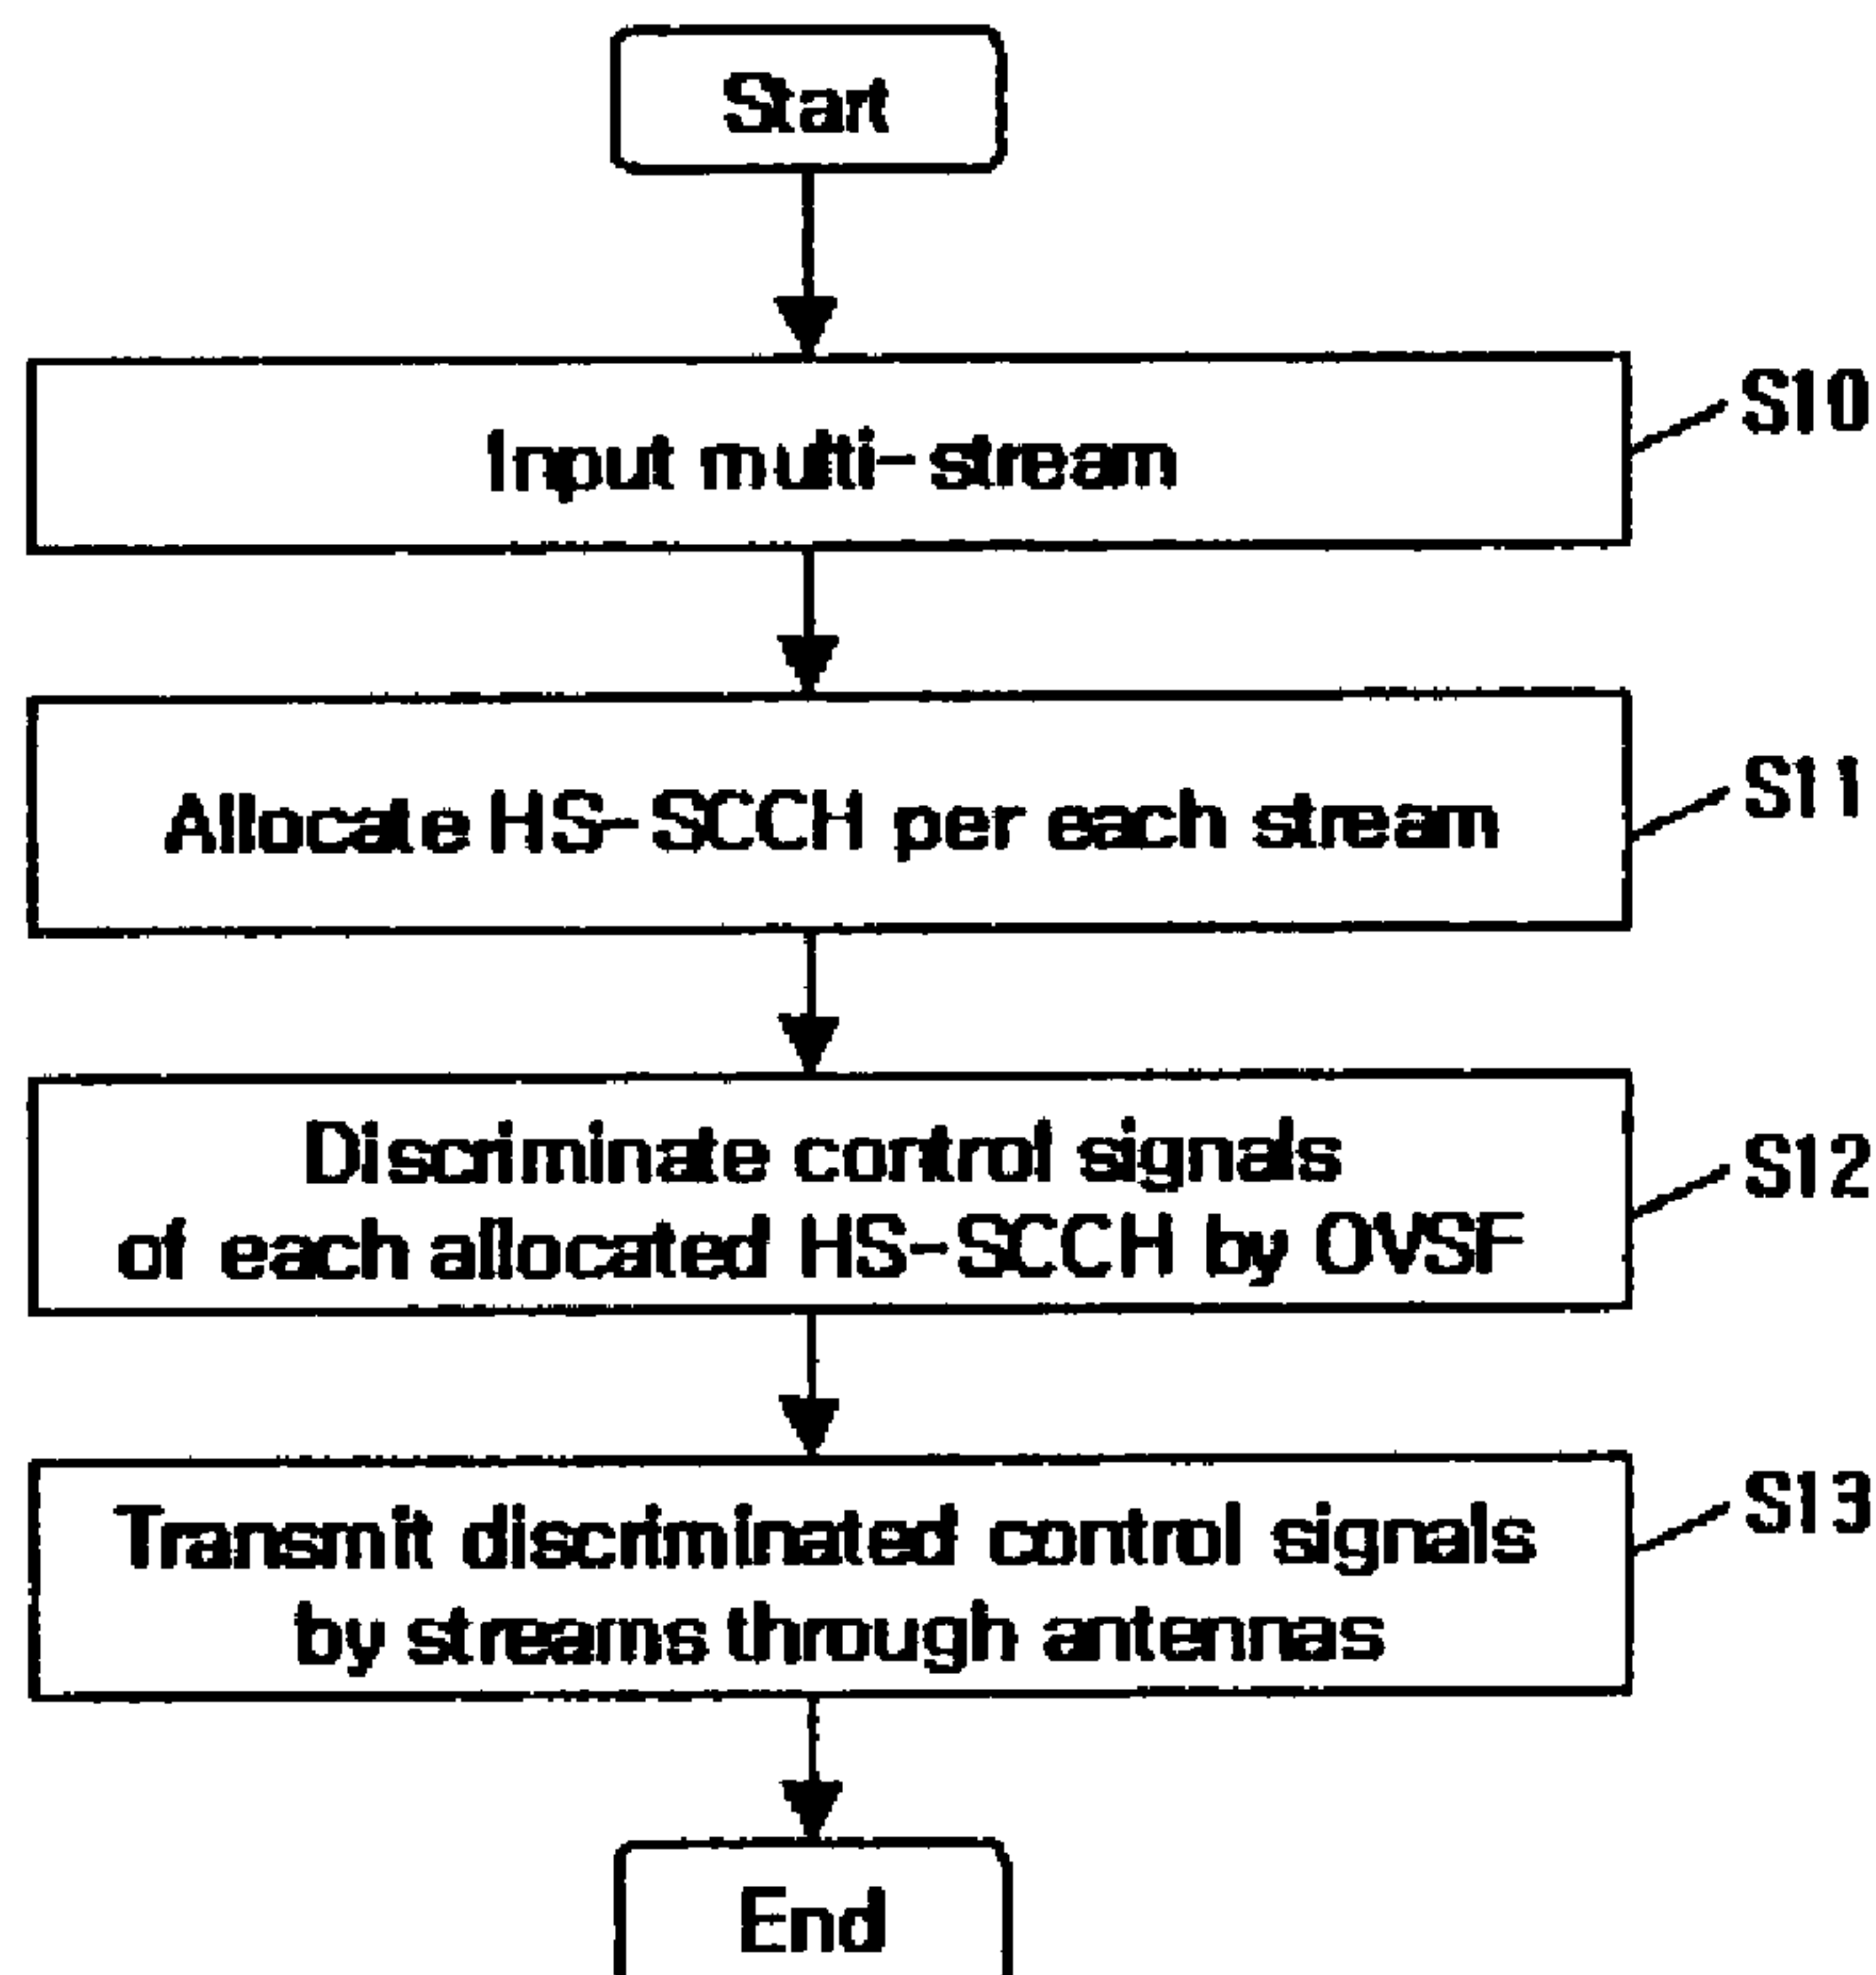 Start
Input muti-stream
S10
Allocate HS-SCCH per each stream
S11
Discriminate control signals
of each allocated HS-SCCH by OVSF
S12
Transmit discriminated control signals
by streams through antennas
S13
End